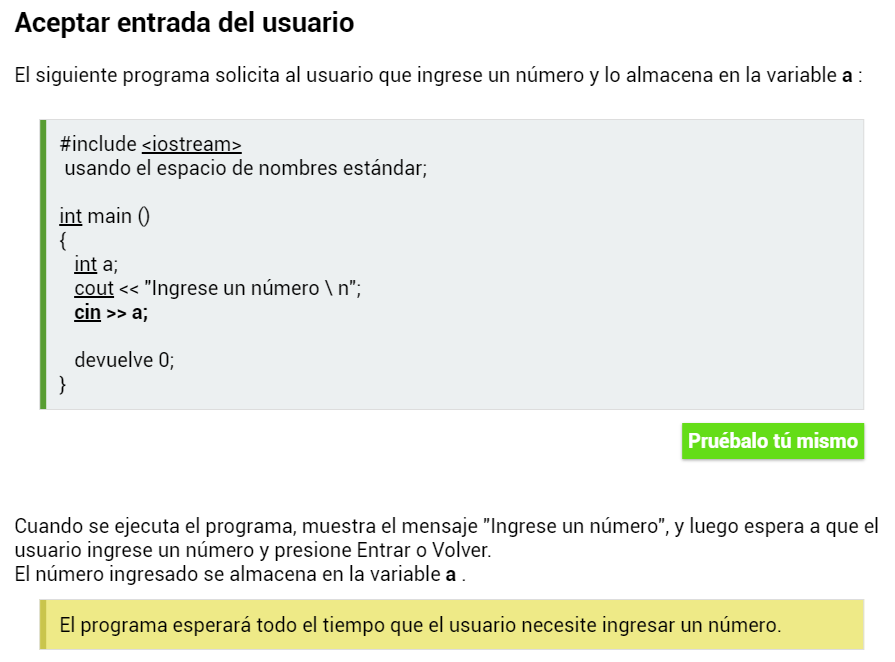 Aceptar entrada del usuario
El siguiente programa solicita al usuario que ingrese un número y lo almacena en la variable a :
#include <iostream>
usando el espacio de nombres estándar;
int main ()
{
int a;
cout << "Ingrese un número \ n";
cin >> a;
devuelve 0;
}
Pruébalo tú mismo
Cuando se ejecuta el programa, muestra el mensaje "Ingrese un número", y luego espera a que el
usuario ingrese un número y presione Entrar o Volver.
El número ingresado se almacena en la variable a .
El programa esperará todo el tiempo que el usuario necesite ingresar un número.